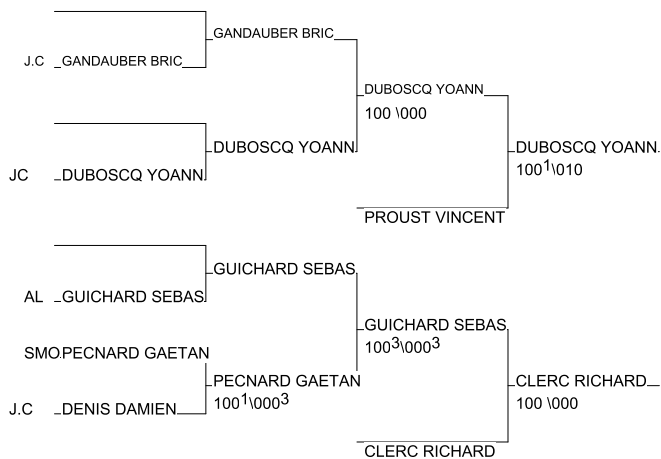 GANDAUBER BRIC
J.C GANDAUBER BRIC
DUBOSCQ YOANN
100 \000
DUBOSCQ YOANN
DUBOSCQ YOANN
100¹\010
JC DUBOSCQ YOANN
PROUST VINCENT
GUICHARD SEBAS
AL GUICHARD SEBAS
GUICHARD SEBAS
100³\000³
SMO PECNARD GAETAN
PECNARD GAETAN
100¹\000³
CLERC RICHARD
100 \000
J.C DENIS DAMIEN
CLERC RICHARD